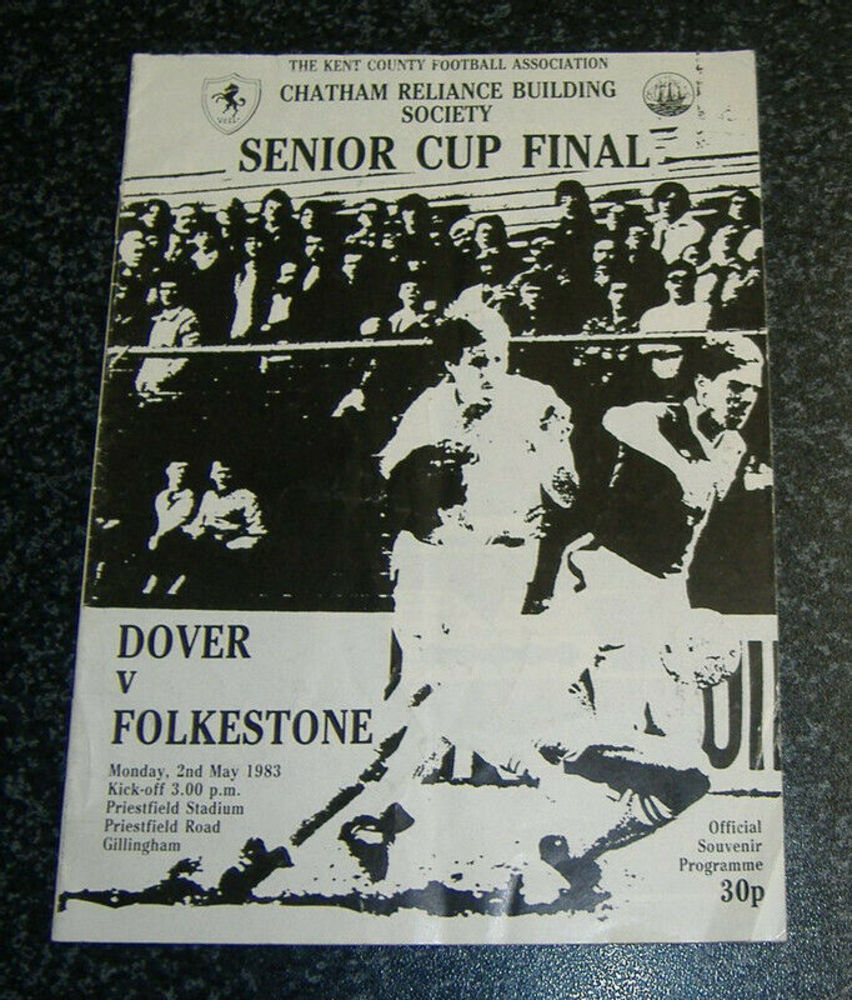 THE KENT COUNTY FOOTBALL ASSOCIATION
CHATHAM RELIANCE BUILDING
SOCIETY
SENIOR CUP FINAL
DOVER
V
FOLKESTONE
Monday, 2nd May 1983
Kick-off 3.00 p.m.
Priestfield Stadium
Priestfield Road
Gillingham
Official
Souvenir
Programme
30p